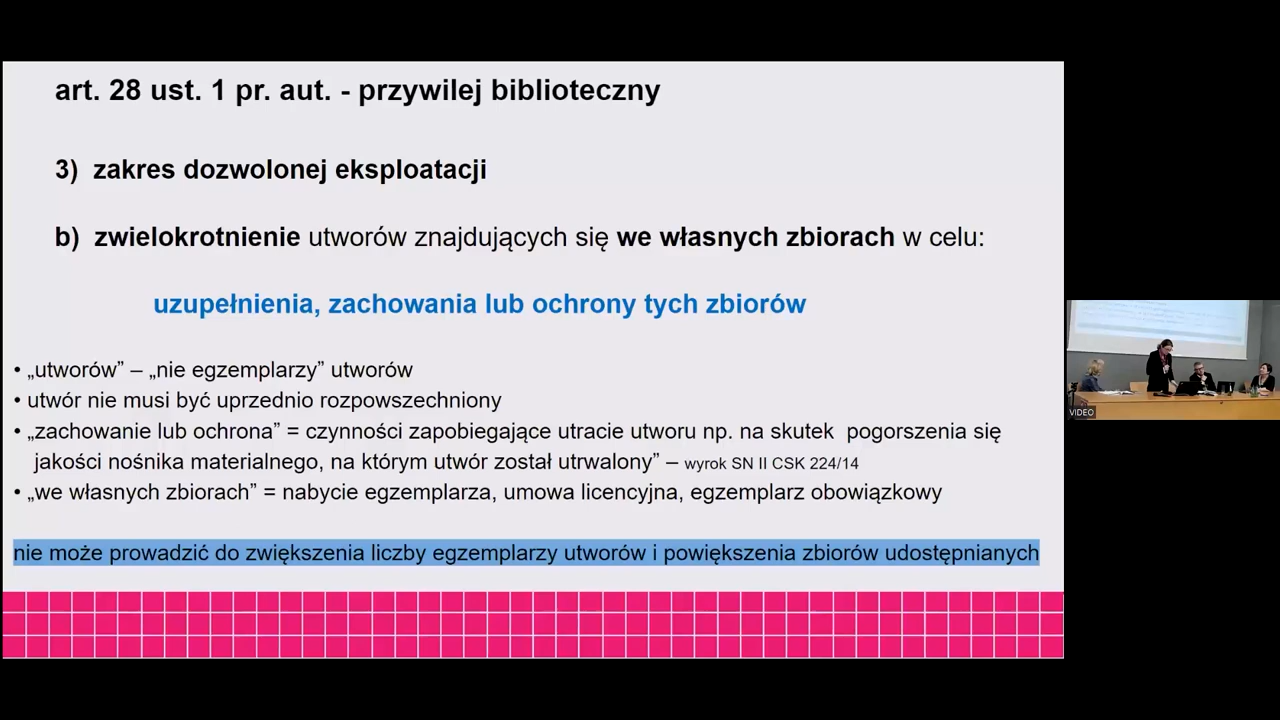 art. 28 ust. 1 pr. aut. - przywilej biblioteczny
3) zakres dozwolonej eksploatacji
b) zwielokrotnienie utworów znajdujących się we własnych zbiorach w celu:
uzupełnienia, zachowania lub ochrony tych zbiorów
• „utworów” – „nie egzemplarzy” utworów
• utwór nie musi być uprzednio rozpowszechniony
• „zachowanie lub ochrona” = czynności zapobiegające utracie utworu np. na skutek pogorszenia się
jakości nośnika materialnego, na którym utwór został utrwalony” – wyrok SN II CSK 224/14
• „we własnych zbiorach” = nabycie egzemplarza, umowa licencyjna, egzemplarz obowiązkowy
nie może prowadzić do zwiększenia liczby egzemplarzy utworów i powiększenia zbiorów udostępnianych
VIDEO